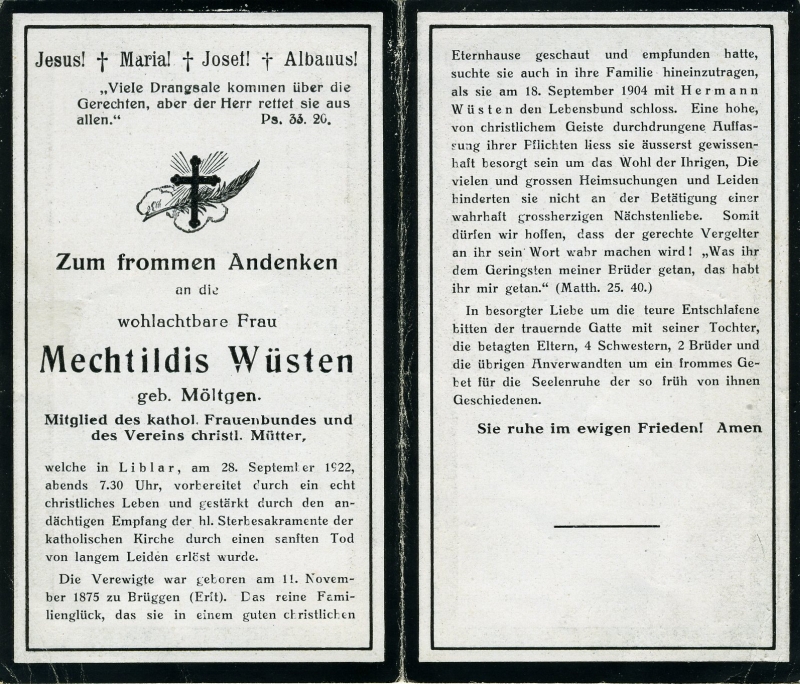 Jesus! † Maria! † Josef! † Albanus!
„Viele Drangsale kommen über die
Gerechten, aber der Herr rettet sie aus
allen.“ Ps. 33. 20.
Zum frommen Andenken
an die
wohlachtbare Frau
Mechtildis Wüsten
geb. Möltgen.
Mitglied des kathol. Frauenbundes und
des Vereins christl. Mütter,
welche in Liblar, am 28. September 1922,
abends 7.30 Uhr, vorbereitet durch ein echt
christliches Leben und gestärkt durch den an-
dächtigen Empfang der hl. Sterbesakramente der
katholischen Kirche durch einen sanften Tod
von langem Leiden erlöst wurde.
Die Verewigte war geboren am 11. Novem-
ber 1875 zu Brüggen (Erft). Das reine Fami-
lienglück, das sie in einem guten christlichen
Eternhause geschaut und empfunden hatte,
suchte sie auch in ihre Familie hineinzutragen,
als sie am 18. September 1904 mit Hermann
Wüsten den Lebensbund schloss. Eine hohe,
von christlichem Geiste durchdrungene Auffas-
sung ihrer Pflichten liess sie äusserst gewissen-
haft besorgt sein um das Wohl der Ihrigen, Die
vielen und grossen Heimsuchungen und Leiden
hinderten sie nicht an der Betätigung einer
wahrhaft grossherzigen Nächstenliebe. Somit
dürfen wir hoffen, dass der gerechte Vergelter
an ihr sein Wort wahr machen wird! „Was ihr
dem Geringsten meiner Brüder getan, das habt
ihr mir getan.“ (Matth. 25. 40.)
In besorgter Liebe um die teure Entschlafene
bitten der trauernde Gatte mit seiner Tochter,
die betagten Eltern, 4 Schwestern, 2 Brüder und
die übrigen Anverwandten um ein frommes Ge-
bet für die Seelenruhe der so früh von ihnen
Geschiedenen.
Sie ruhe im ewigen Frieden! Amen